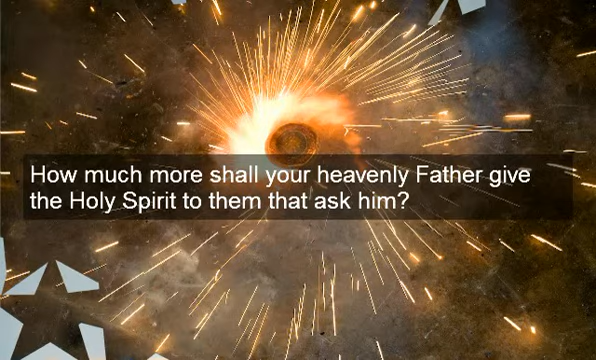 How much more shall your heavenly Father give
the Holy Spirit to them that ask him?